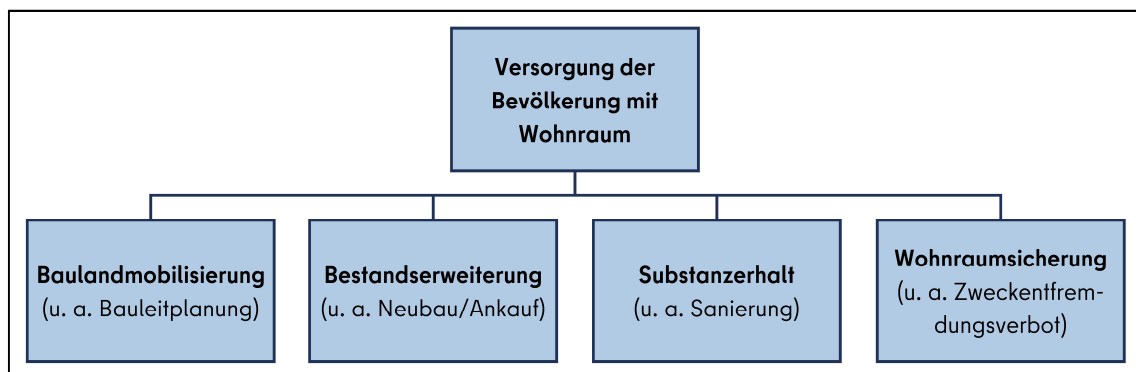 Versorgung der
Bevölkerung mit
Wohnraum
Baulandmobilisierung
(u. a. Bauleitplanung)
Bestandserweiterung
(u. a. Neubau/Ankauf)
Substanzerhalt
(u. a. Sanierung)
Wohnraumsicherung
(u. a. Zweckentfrem-
dungsverbot)